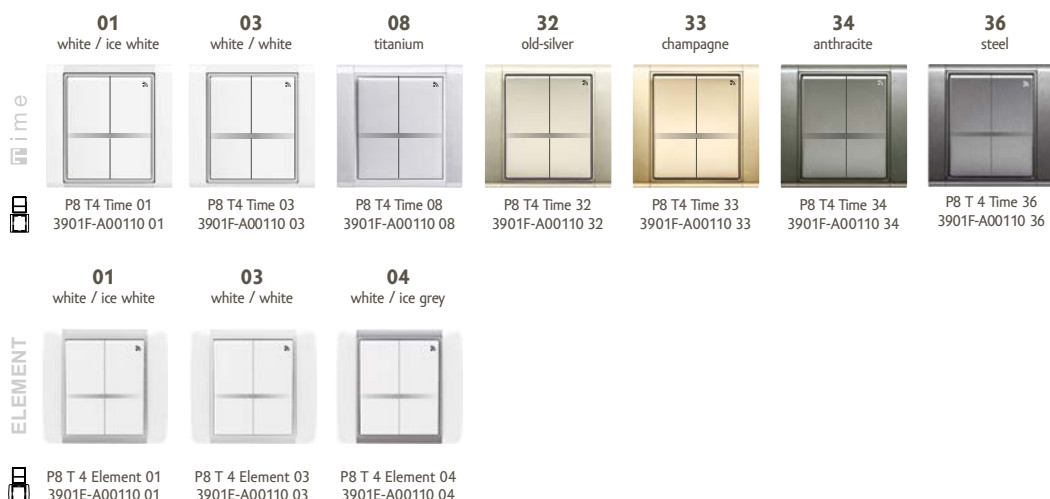 01
white / ice white
03
white / white
08
titanium
32
old-silver
33
champagne
34
anthracite
36
steel
Time
P8 T4 Time 01
3901F-A00110 01
P8 T4 Time 03
3901F-A00110 03
P8 T4 Time 08
3901F-A00110 08
P8 T4 Time 32
3901F-A00110 32
P8 T4 Time 33
3901F-A00110 33
P8 T4 Time 34
3901F-A00110 34
P8 T 4 Time 36
3901F-A00110 36
01
white / ice white
03
white / white
04
white / ice grey
ELEMENT
P8 T 4 Element 01
3901E-A00110 01
P8 T 4 Element 03
3901E-A00110 03
P8 T 4 Element 04
3901E-A00110 04